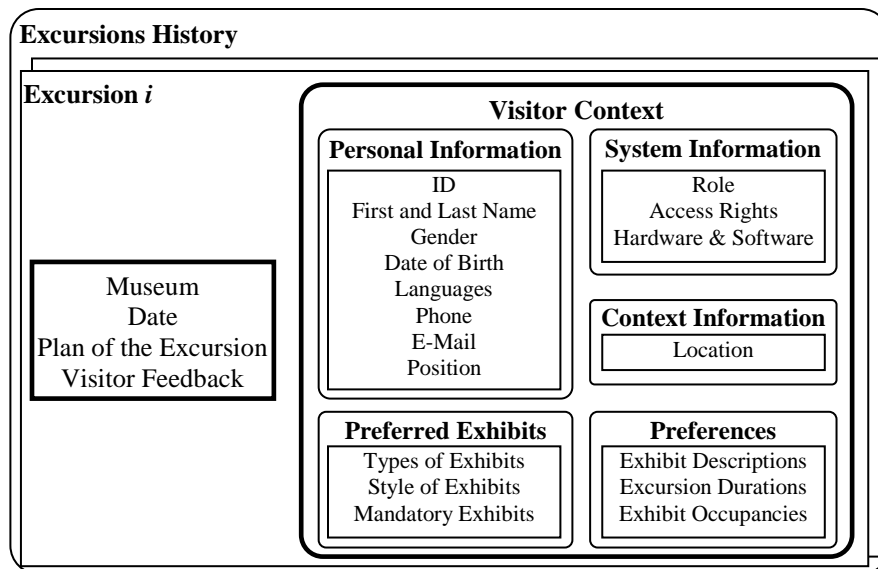 Excursions History
Excursion i
Visitor Context
Personal Information
ID
First and Last Name
Gender
Date of Birth
Languages
Phone
E-Mail
Position
System Information
Role
Access Rights
Hardware & Software
Museum
Date
Plan of the Excursion
Visitor Feedback
Context Information
Location
Preferred Exhibits
Types of Exhibits
Style of Exhibits
Mandatory Exhibits
Preferences
Exhibit Descriptions
Excursion Durations
Exhibit Occupancies